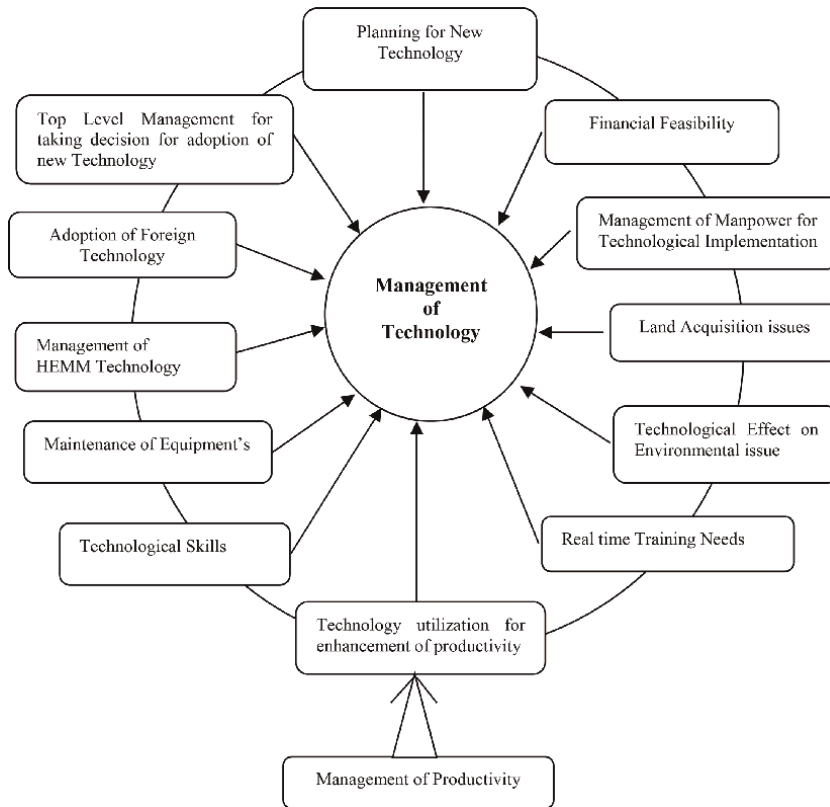 Planning for New
Technology
Top Level Management for
taking decision for adoption of
new Technology
Financial Feasibility
Adoption of Foreign
Technology
Management of Manpower for
Technological Implementation
Management
of
Technology
Management of
HEMM Technology
Land Acquisition issues
Maintenance of Equipment's
Technological Effect on
Environmental issue
Technological Skills
Real time Training Needs
Technology utilization for
enhancement of productivity
Management of Productivity